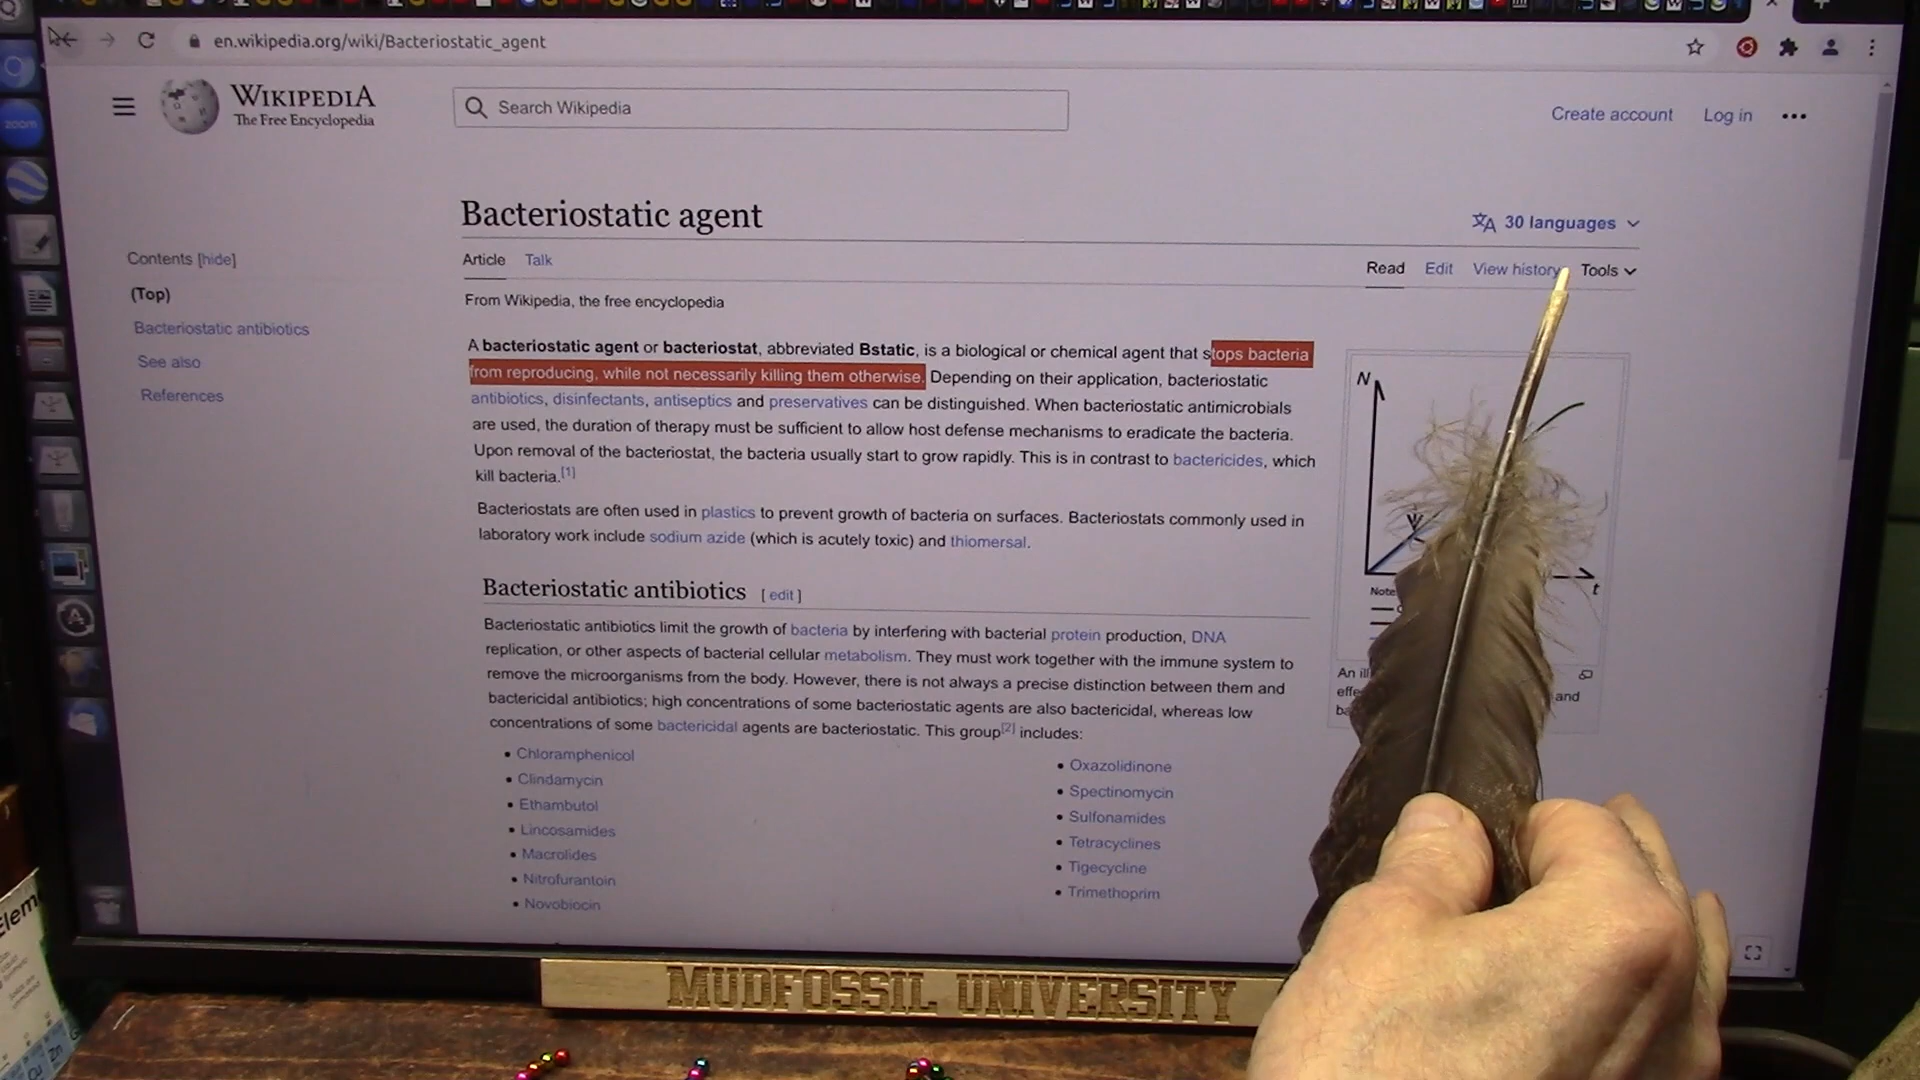 en.wikipedia.org/wiki/Bacteriostatic_agent
zoom
WIKIPEDIA
The Free Encyclopedia
Search Wikipedia
Create account Log in
Bacteriostatic agent
30 languages
Contents [hide]
(Top)
Bacteriostatic antibiotics
See also
References
Article Talk
Read Edit View history Tools
From Wikipedia, the free encyclopedia
A bacteriostatic agent or bacteriostat, abbreviated Bstatic, is a biological or chemical agent that stops bacteria
from reproducing, while not necessarily killing them otherwise. Depending on their application, bacteriostatic
antibiotics, disinfectants, antiseptics and preservatives can be distinguished. When bacteriostatic antimicrobials
are used, the duration of therapy must be sufficient to allow host defense mechanisms to eradicate the bacteria.
Upon removal of the bacteriostat, the bacteria usually start to grow rapidly. This is in contrast to bactericides, which
kill bacteria.[1]
Bacteriostats are often used in plastics to prevent growth of bacteria on surfaces. Bacteriostats commonly used in
laboratory work include sodium azide (which is acutely toxic) and thiomersal.
Bacteriostatic antibiotics [ edit ]
Bacteriostatic antibiotics limit the growth of bacteria by interfering with bacterial protein production, DNA
replication, or other aspects of bacterial cellular metabolism. They must work together with the immune system to
remove the microorganisms from the body. However, there is not always a precise distinction between them and
bactericidal antibiotics; high concentrations of some bacteriostatic agents are also bactericidal, whereas low
concentrations of some bactericidal agents are bacteriostatic. This group[2] includes:
• Chloramphenicol
• Clindamycin
• Ethambutol
• Lincosamides
• Macrolides
• Nitrofurantoin
• Novobiocin
• Oxazolidinone
• Spectinomycin
• Sulfonamides
• Tetracyclines
• Tigecycline
• Trimethoprim
N
t
Note
An
and
MUDFOSSIL UNIVERSITY
Elem
Zn
Cu